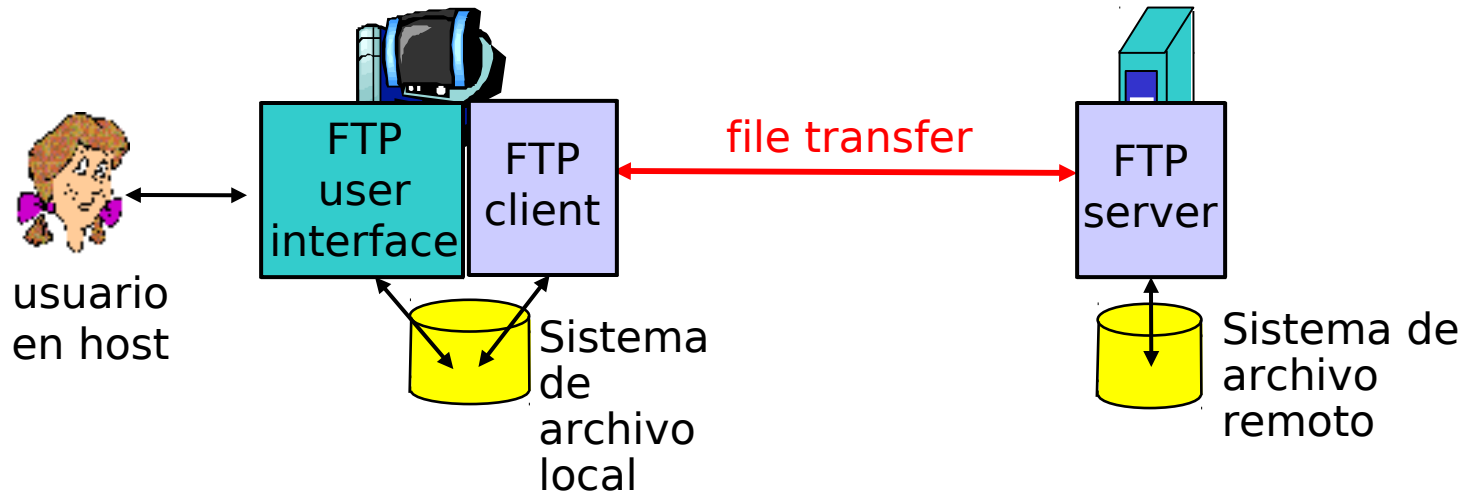 FTP
user
interface
FTP
client
file transfer
FTP
server
usuario
en host
Sistema
de
archivo
local
Sistema de
archivo
remoto